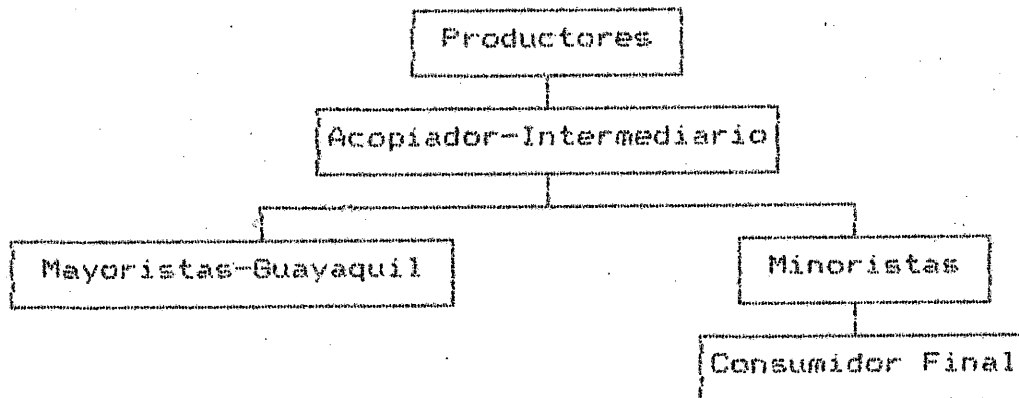 Productores
Acopiador-Intermediario
Mayoristas-Guayaquil
Minoristas
Consumidor Final